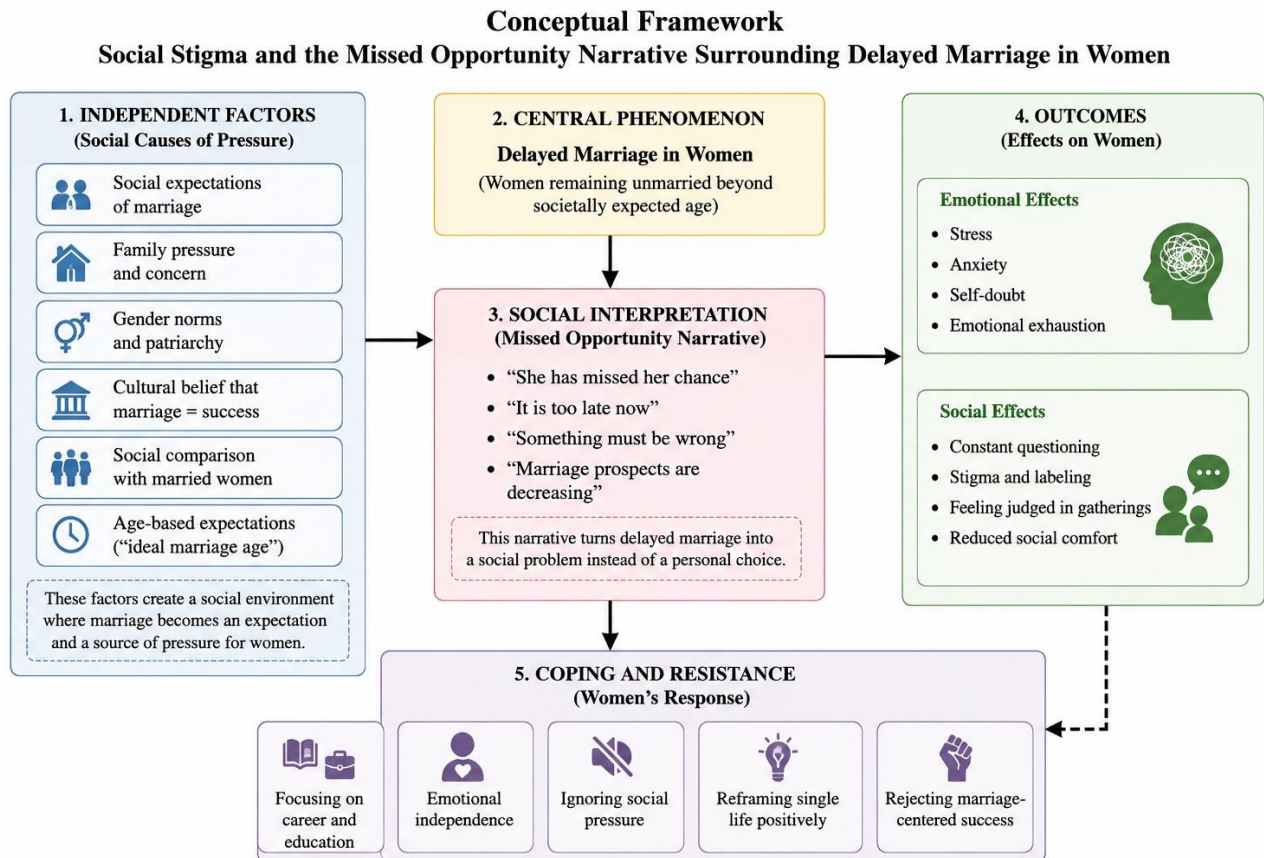 Conceptual Framework
Social Stigma and the Missed Opportunity Narrative Surrounding Delayed Marriage in Women
1. INDEPENDENT FACTORS
(Social Causes of Pressure)
Social expectations
of marriage
Family pressure
and concern
Gender norms
and patriarchy
Cultural belief that
marriage = success
Social comparison
with married women
Age-based expectations
(“ideal marriage age”)
These factors create a social environment
where marriage becomes an expectation
and a source of pressure for women.
2. CENTRAL PHENOMENON
Delayed Marriage in Women
(Women remaining unmarried beyond
societally expected age)
3. SOCIAL INTERPRETATION
(Missed Opportunity Narrative)
• “She has missed her chance”
• “It is too late now”
• “Something must be wrong”
• “Marriage prospects are
decreasing”
This narrative turns delayed marriage into
a social problem instead of a personal choice.
4. OUTCOMES
(Effects on Women)
Emotional Effects
• Stress
• Anxiety
• Self-doubt
• Emotional exhaustion
Social Effects
• Constant questioning
• Stigma and labeling
• Feeling judged in gatherings
• Reduced social comfort
5. COPING AND RESISTANCE
(Women’s Response)
Focusing on
career and
education
Emotional
independence
Ignoring social
pressure
Reframing single
life positively
Rejecting marriage-
centered success